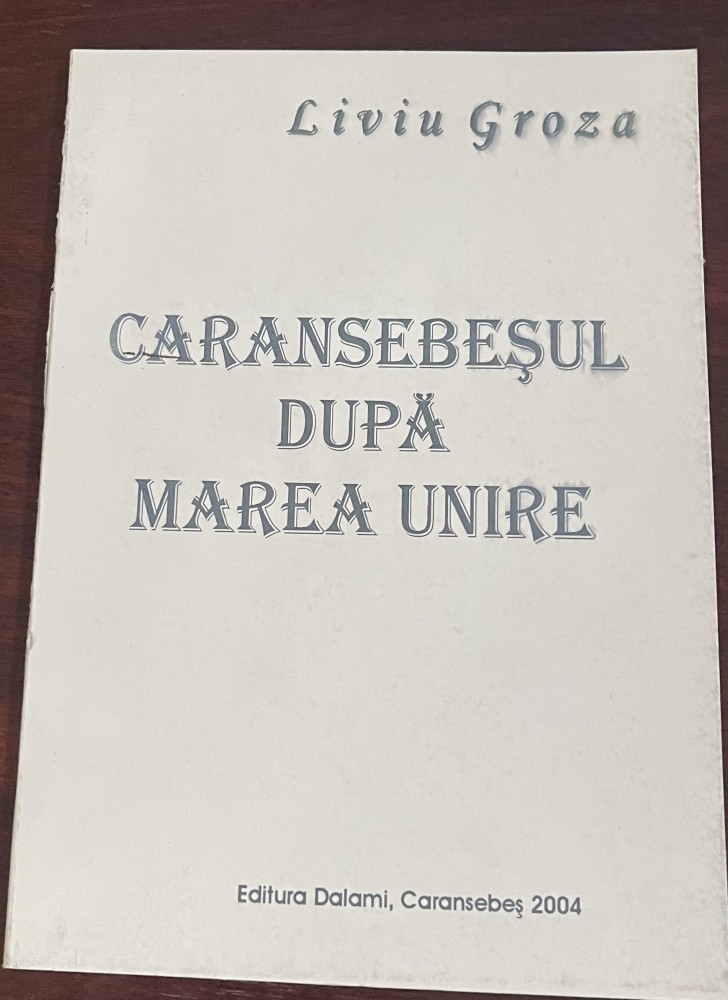 Liviu Groza
CARANSEBEŞUL
DUPĂ
MAREA UNIRE
Editura Dalami, Caransebeş 2004